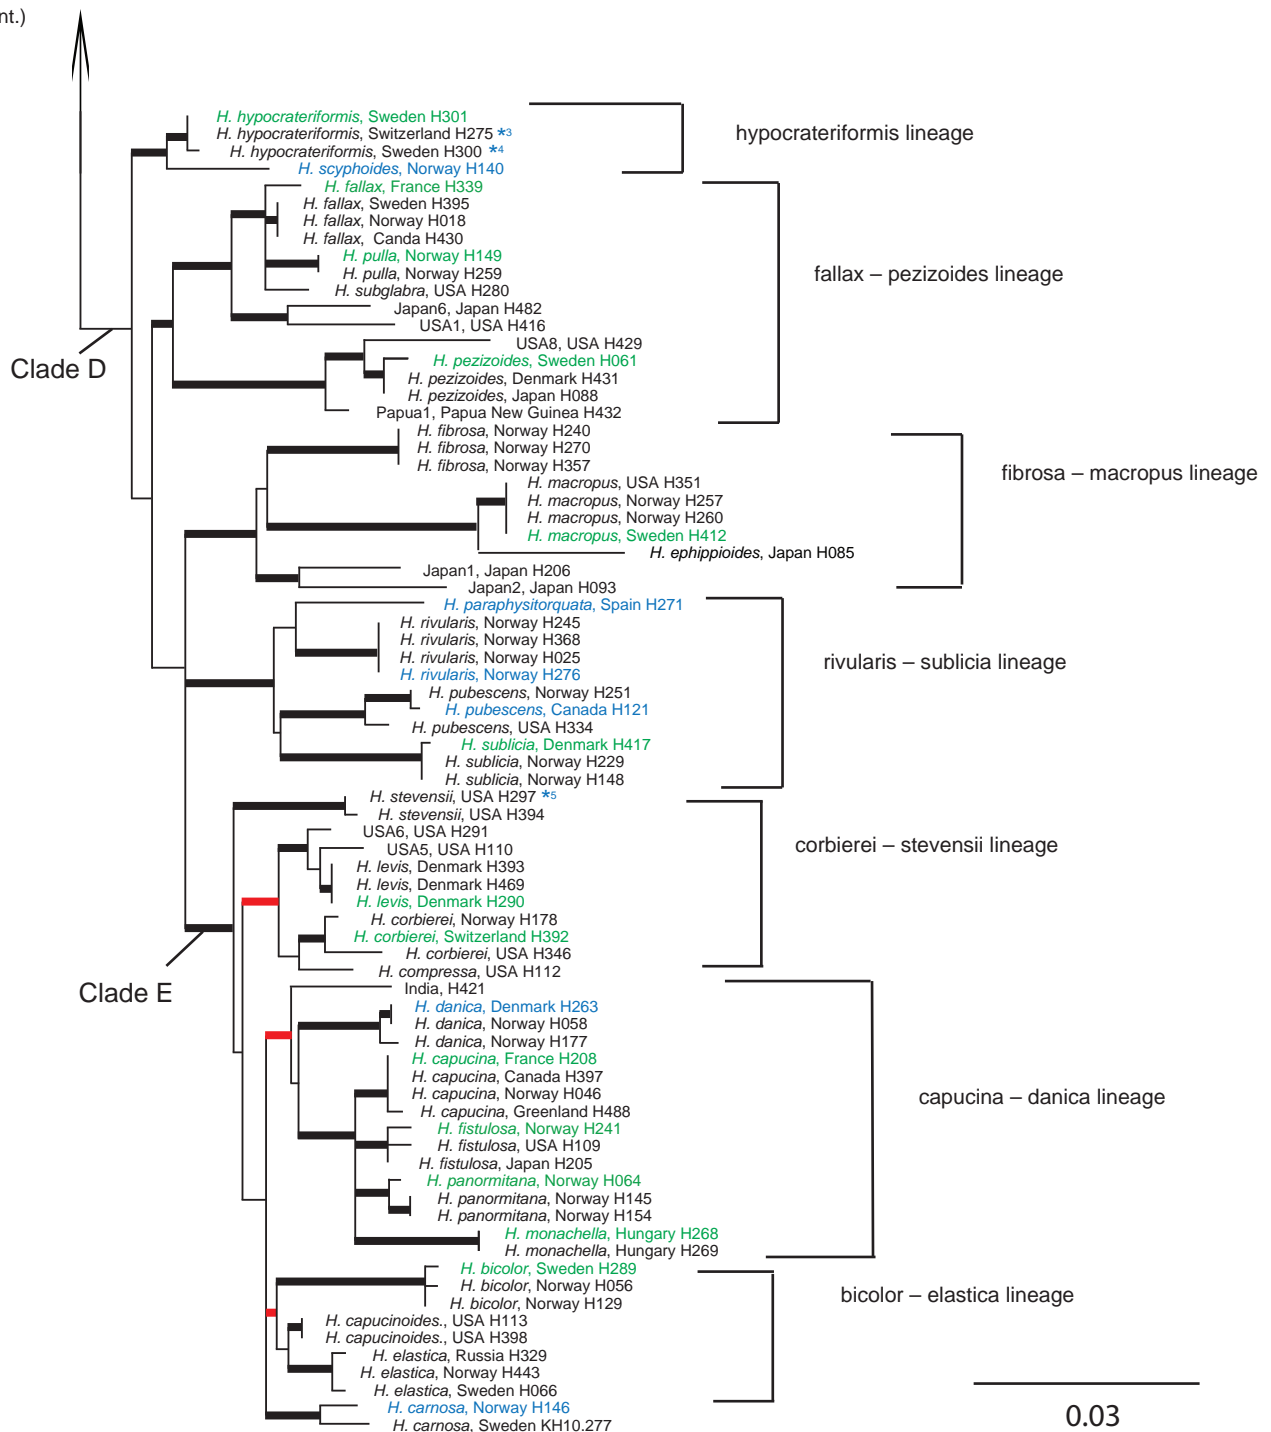 nt.)
H. hypocrateriformis, Sweden H301
H. hypocrateriformis, Switzerland H275 *3
H. hypocrateriformis, Sweden H300 *4
H. scyphoides, Norway H140
hypocrateriformis lineage
H. fallax, France H339
H. fallax, Sweden H395
H. fallax, Norway H018
H. fallax, Canda H430
H. pulla, Norway H149
H. pulla, Norway H259
H. subglabra, USA H280
Japan6, Japan H482
USA1, USA H416
USA8, USA H429
H. pezizoides, Sweden H061
H. pezizoides, Denmark H431
H. pezizoides, Japan H088
Papua1, Papua New Guinea H432
fallax – pezizoides lineage
Clade D
H. fibrosa, Norway H240
H. fibrosa, Norway H270
H. fibrosa, Norway H357
H. macropus, USA H351
H. macropus, Norway H257
H. macropus, Norway H260
H. macropus, Sweden H412
H. ephippioides, Japan H085
Japan1, Japan H206
Japan2, Japan H093
fibrosa – macropus lineage
H. paraphysitorquata, Spain H271
H. rivularis, Norway H245
H. rivularis, Norway H368
H. rivularis, Norway H025
H. rivularis, Norway H276
H. pubescens, Norway H251
H. pubescens, Canada H121
H. pubescens, USA H334
H. sublicia, Denmark H417
H. sublicia, Norway H229
H. sublicia, Norway H148
rivularis – sublicia lineage
H. stevensii, USA H297 *5
H. stevensii, USA H394
USA6, USA H291
USA5, USA H110
H. levis, Denmark H393
H. levis, Denmark H469
H. levis, Denmark H290
H. corbierei, Norway H178
H. corbierei, Switzerland H392
H. corbierei, USA H346
H. compressa, USA H112
corbierei – stevensii lineage
Clade E
India, H421
H. danica, Denmark H263
H. danica, Norway H058
H. danica, Norway H177
H. capucina, France H208
H. capucina, Canada H397
H. capucina, Norway H046
H. capucina, Greenland H488
H. fistulosa, Norway H241
H. fistulosa, USA H109
H. fistulosa, Japan H205
H. panormitana, Norway H064
H. panormitana, Norway H145
H. panormitana, Norway H154
H. monachella, Hungary H268
H. monachella, Hungary H269
capucina – danica lineage
H. bicolor, Sweden H289
H. bicolor, Norway H056
H. bicolor, Norway H129
H. capucinoides., USA H113
H. capucinoides., USA H398
H. elastica, Russia H329
H. elastica, Norway H443
H. elastica, Sweden H066
bicolor – elastica lineage
H. carnosa, Norway H146
H. carnosa, Sweden KH10.277
0.03